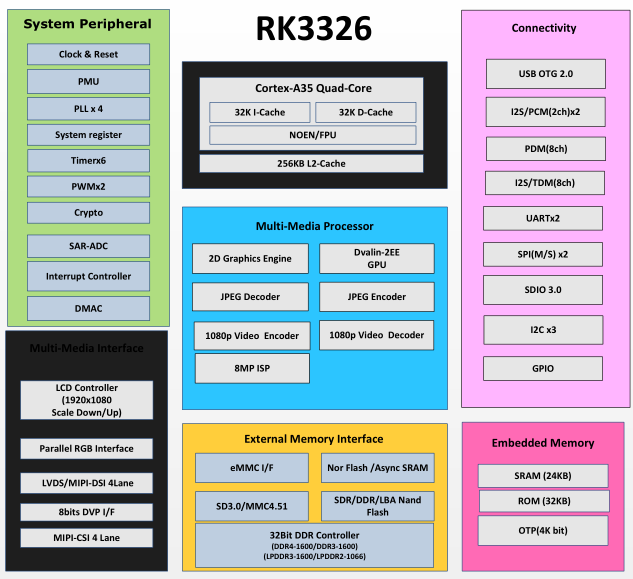 System Peripheral
Clock & Reset
PMU
PLL x 4
System register
Timerx6
PWMx2
Crypto
SAR-ADC
Interrupt Controller
DMAC
Multi-Media Interface
LCD Controller
(1920x1080
Scale Down/Up)
Parallel RGB Interface
LVDS/MIPI-DSI 4Lane
8bits DVP I/F
MIPI-CSI 4 Lane
RK3326
Cortex-A35 Quad-Core
32K I-Cache
32K D-Cache
NOEN/FPU
256KB L2-Cache
Multi-Media Processor
2D Graphics Engine
Dvalin-2EE
GPU
JPEG Decoder
JPEG Encoder
1080p Video Encoder
1080p Video Decoder
8MP ISP
External Memory Interface
eMMC I/F
Nor Flash /Async SRAM
SD3.0/MMC4.51
SDR/DDR/LBA Nand
Flash
32Bit DDR Controller
(DDR4-1600/DDR3-1600)
(LPDDR3-1600/LPDDR2-1066)
Connectivity
USB OTG 2.0
I2S/PCM(2ch)x2
PDM(8ch)
I2S/TDM(8ch)
UARTx2
SPI(M/S) x2
SDIO 3.0
I2C x3
GPIO
Embedded Memory
SRAM (24KB)
ROM (32KB)
OTP(4K bit)